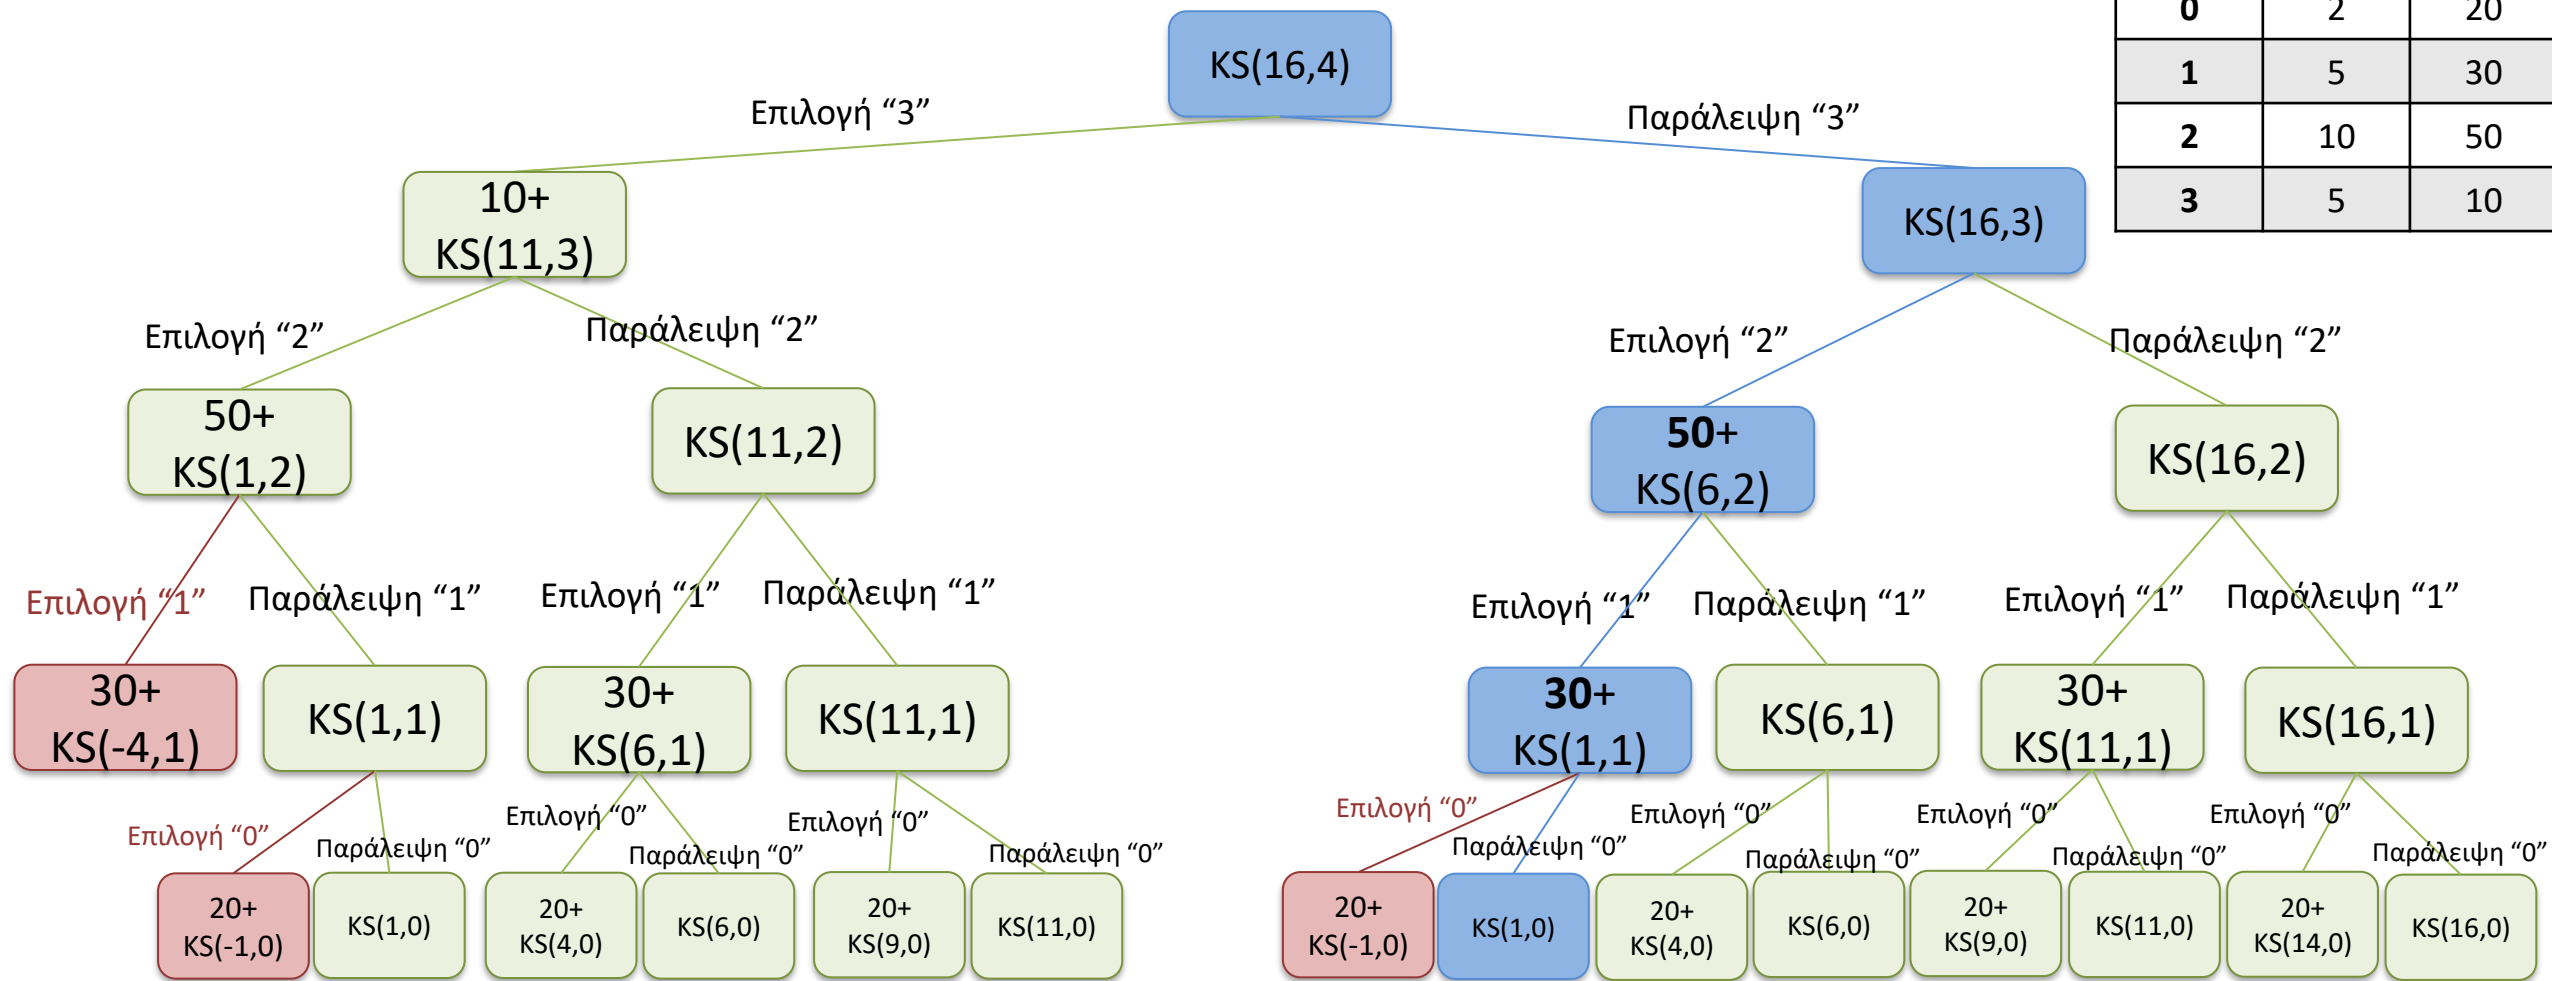 KS(16,4)
0 2 20
1 5 30
2 10 50
3 5 10
Επιλογή “3”
Παράλειψη “3”
10+
KS(11,3)
KS(16,3)
Επιλογή “2”
Παράλειψη “2”
Επιλογή “2”
Παράλειψη “2”
50+
KS(1,2)
KS(11,2)
50+
KS(6,2)
KS(16,2)
Επιλογή “1”
Παράλειψη “1”
Επιλογή “1”
Παράλειψη “1”
Επιλογή “1”
Παράλειψη “1”
Επιλογή “1”
Παράλειψη “1”
30+
KS(-4,1)
KS(1,1)
30+
KS(6,1)
KS(11,1)
30+
KS(1,1)
KS(6,1)
30+
KS(11,1)
KS(16,1)
Επιλογή “0”
Παράλειψη “0”
Επιλογή “0”
Παράλειψη “0”
Επιλογή “0”
Παράλειψη “0”
Επιλογή “0”
Παράλειψη “0”
Επιλογή “0”
Παράλειψη “0”
Επιλογή “0”
Παράλειψη “0”
Επιλογή “0”
Παράλειψη “0”
20+
KS(-1,0)
KS(1,0)
20+
KS(4,0)
KS(6,0)
20+
KS(9,0)
KS(11,0)
20+
KS(-1,0)
KS(1,0)
20+
KS(4,0)
KS(6,0)
20+
KS(9,0)
KS(11,0)
20+
KS(14,0)
KS(16,0)